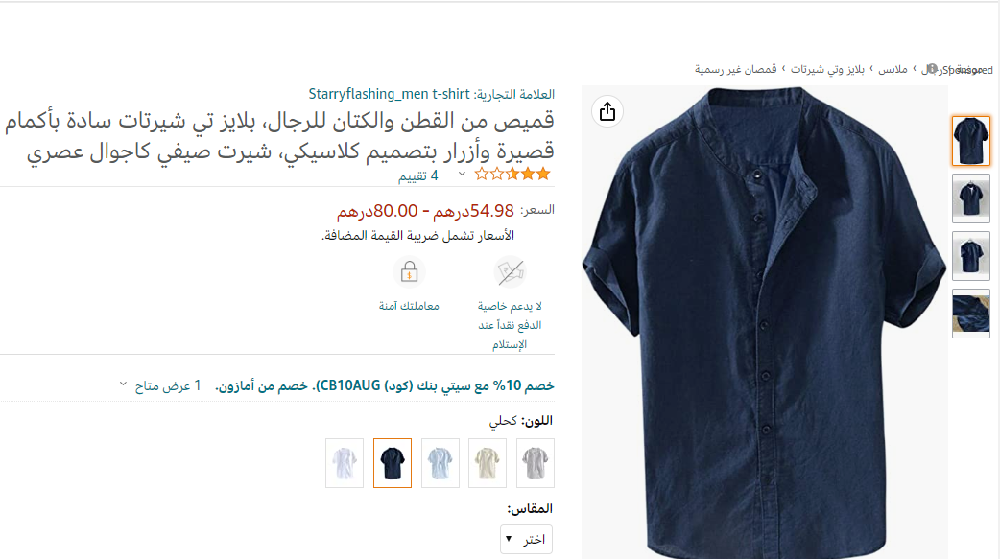 موضة › رجال › ملابس › بلايز وتي شيرتات › قمصان غير رسمية
Sponsored
العلامة التجارية: Starryflashing_men t-shirt
قميص من القطن والكتان للرجال، بلايز تي شيرتات سادة بأكمام
قصيرة وأزرار بتصميم كلاسيكي، شيرت صيفي كاجوال عصري
4 تقييم
السعر: 54.98درهم - 80.00درهم
الأسعار تشمل ضريبة القيمة المضافة.
لا يدعم خاصية
الدفع نقداً عند
الإستلام
معاملتك آمنة
خصم 10% مع سيتي بنك (كود) CB10AUG). خصم من أمازون. 1 عرض متاح
اللون: كحلي
المقاس:
اختر